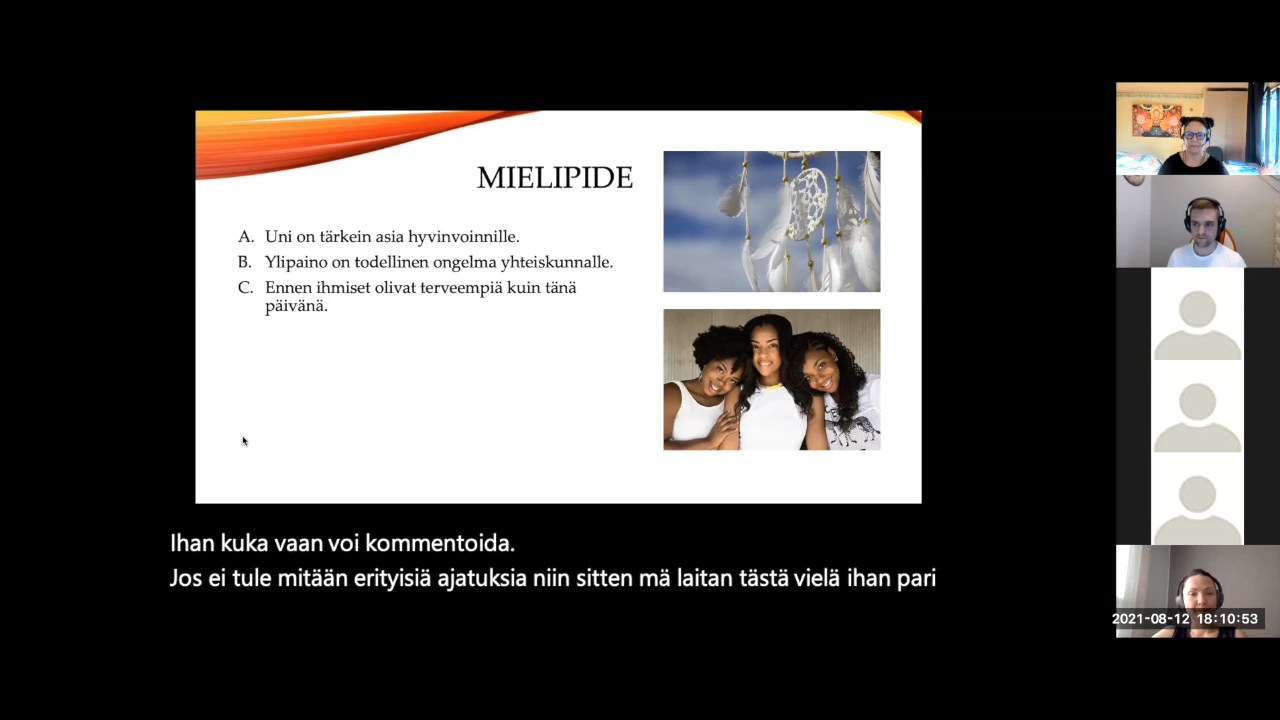 MIELIPIDE
A. Uni on tärkein asia hyvinvoinnille.
B. Ylipaino on todellinen ongelma yhteiskunnalle.
C. Ennen ihmiset olivat terveempiä kuin tänä
päivänä.
Ihan kuka vaan voi kommentoida.
Jos ei tule mitään erityisiä ajatuksia niin sitten mä laitan tästä vielä ihan pari
2021-08-12 18:10:53